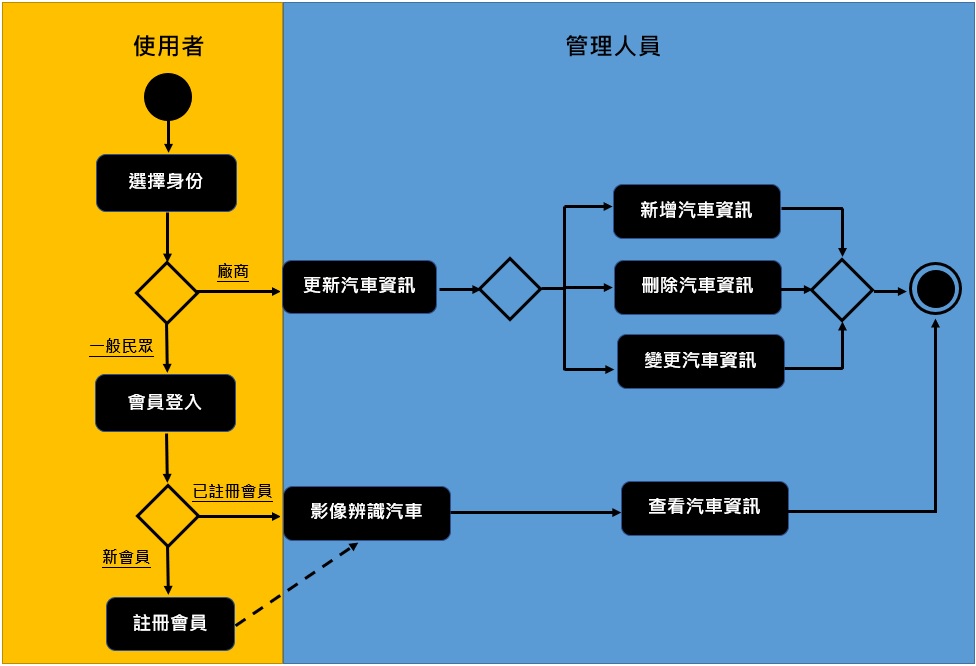 使用者
管理人員
選擇身份
廠商
更新汽車資訊
新增汽車資訊
刪除汽車資訊
變更汽車資訊
一般民眾
會員登入
已註冊會員
影像辨識汽車
查看汽車資訊
新會員
註冊會員